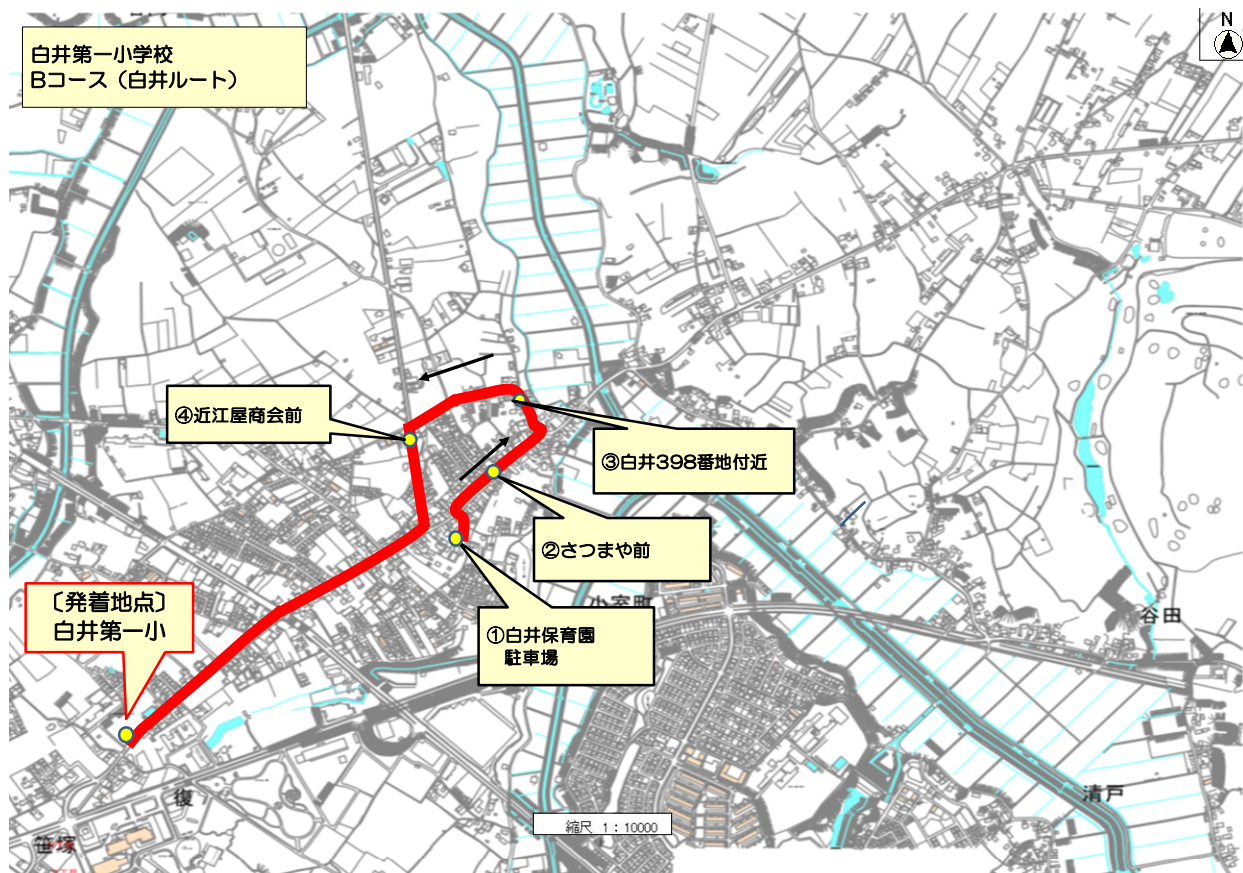 白井第一小学校
Bコース（白井ルート）
N
④近江屋商会前
③白井398番地付近
②さつまや前
〔発着地点〕
白井第一小
小室町
①白井保育園
駐車場
谷田
清戸
復
縮尺 1：10000
笹塚